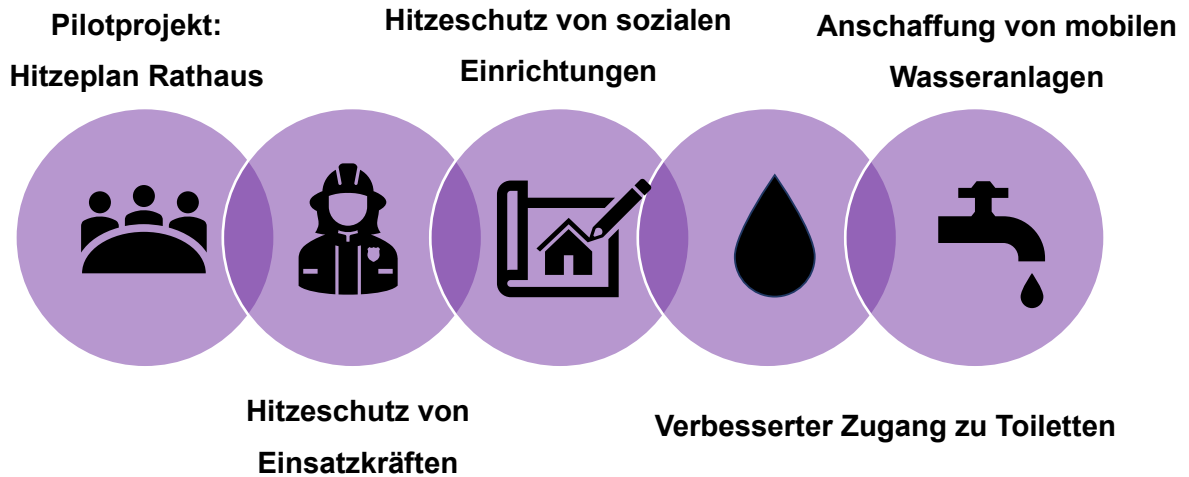 Pilotprojekt:
Hitzeplan Rathaus
Hitzeschutz von sozialen
Einrichtungen
Anschaffung von mobilen
Wasseranlagen
Hitzeschutz von
Einsatzkräften
Verbesserter Zugang zu Toiletten